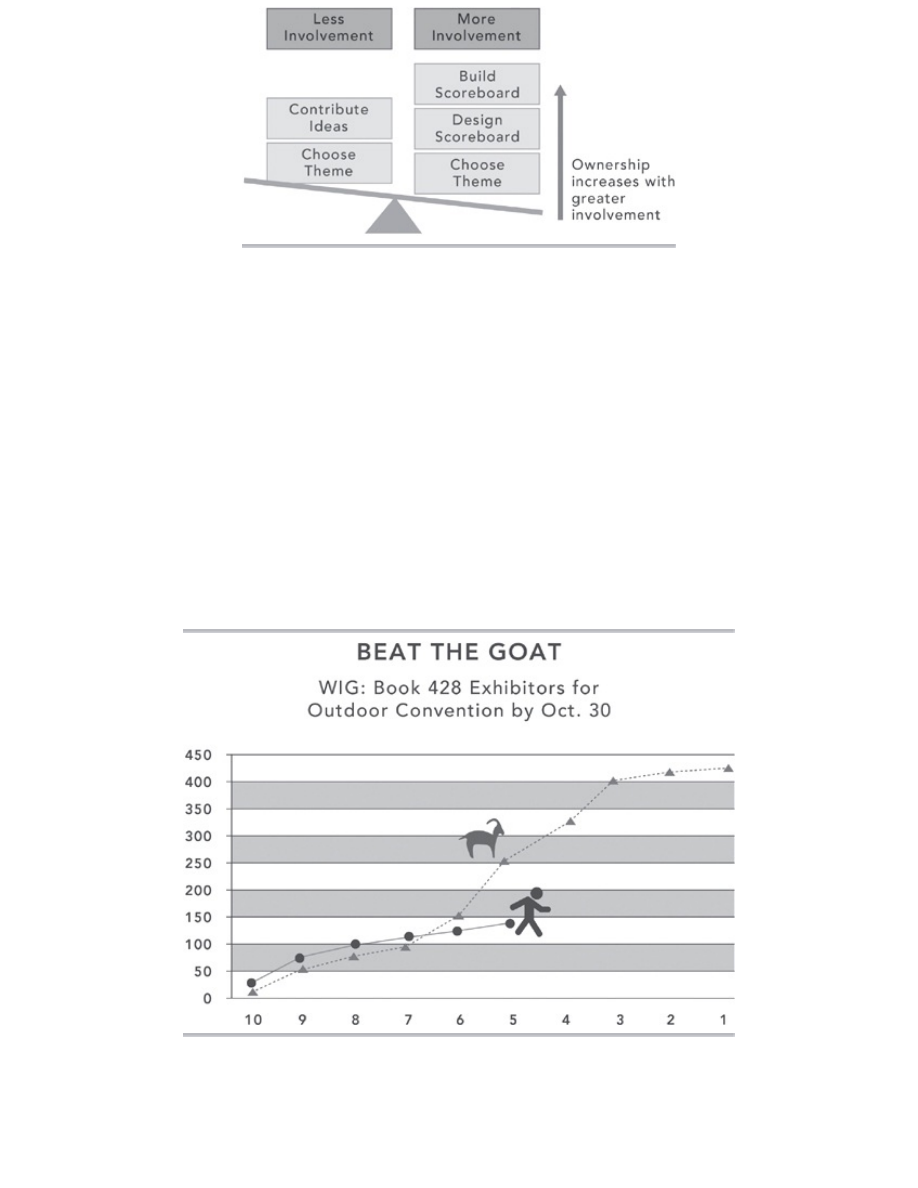 Less
Involvement
More
Involvement
Build
Scoreboard
Contribute
Ideas
Design
Scoreboard
Choose
Theme
Choose
Theme
Ownership
increases with
greater
involvement
BEAT THE GOAT
WIG: Book 428 Exhibitors for
Outdoor Convention by Oct. 30
450
400
350
300
250
200
150
100
50
0
10 9 8 7 6 5 4 3 2 1